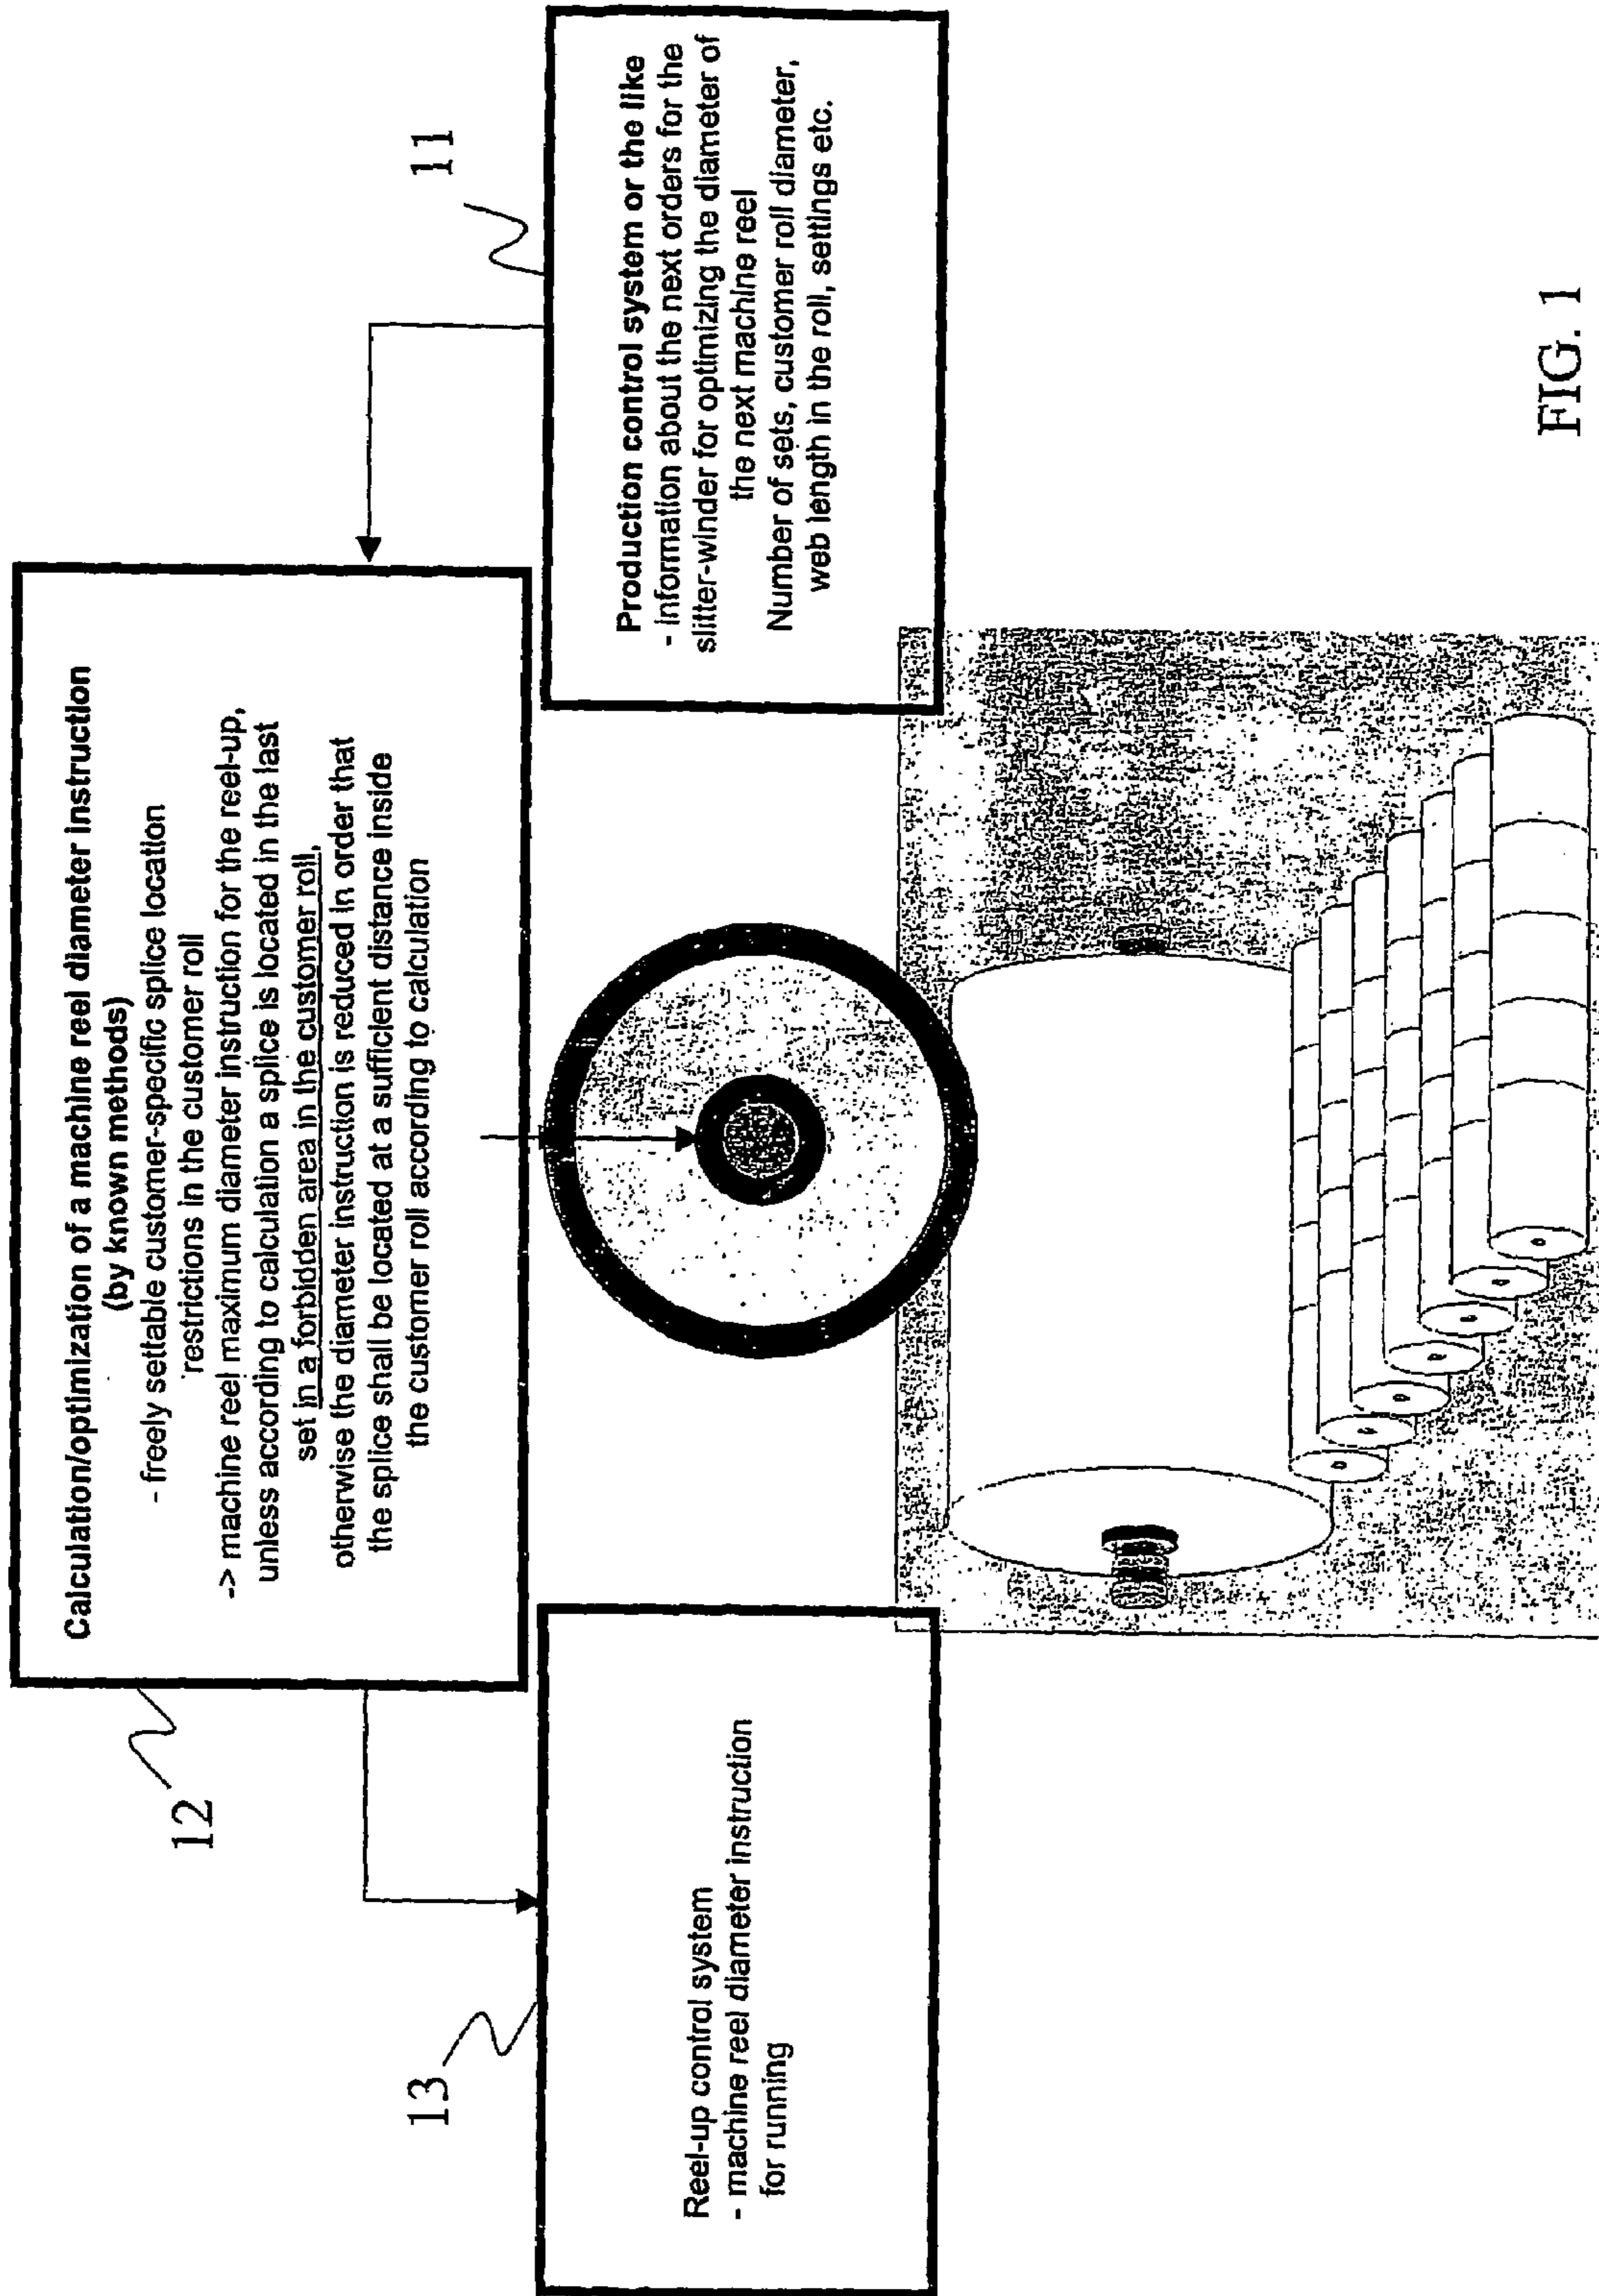 Calculation/optimization of a machine reel diameter instruction
(by known methods)
- freely settable customer-specific splice location
restrictions in the customer roll
-> machine reel maximum diameter instruction for the reel-up,
unless according to calculation a splice is located in the last
set in a forbidden area in the customer roll,
otherwise the diameter instruction is reduced in order that
the splice shall be located at a sufficient distance inside
the customer roll according to calculation
12
13
Reel-up control system
- machine reel diameter instruction
for running
11
Production control system or the like
- information about the next orders for the
slitter-winder for optimizing the diameter of
the next machine reel
Number of sets, customer roll diameter,
web length in the roll, settings etc.
FIG. 1